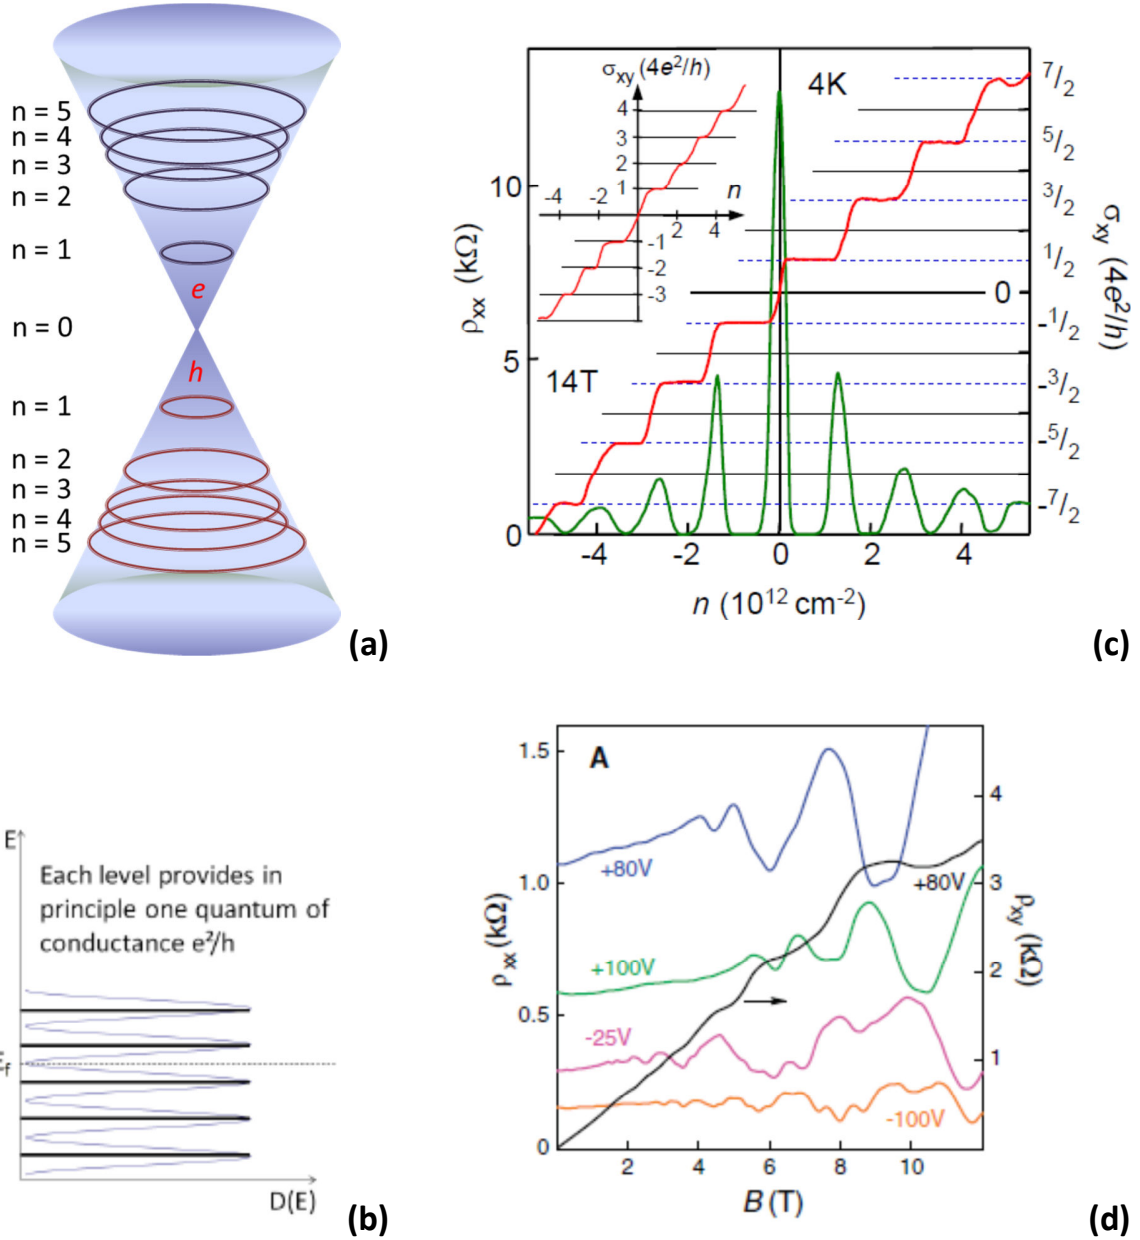 n = 5
n = 4
n = 3
n = 2
n = 1
e
n = 0
h
n = 1
n = 2
n = 3
n = 4
n = 5
(a)
σxy (4e²/h)
4
3
2
1
-4
-2
n
2
4
-1
-2
-3
4K
14T
10
5
0
ρxx (kΩ)
-4
-2
0
2
4
n (10¹² cm⁻²)
7/2
5/2
3/2
1/2
0
-1/2
-3/2
-5/2
-7/2
σxy (4e²/h)
(c)
E
Each level provides in
principle one quantum of
conductance e²/h
Ef
D(E)
(b)
A
1.5
1.0
0.5
0
ρxx (kΩ)
+80V
+80V
+100V
-25V
-100V
4
3
2
1
ρxy (kΩ)
2
4
6
8
10
B (T)
(d)